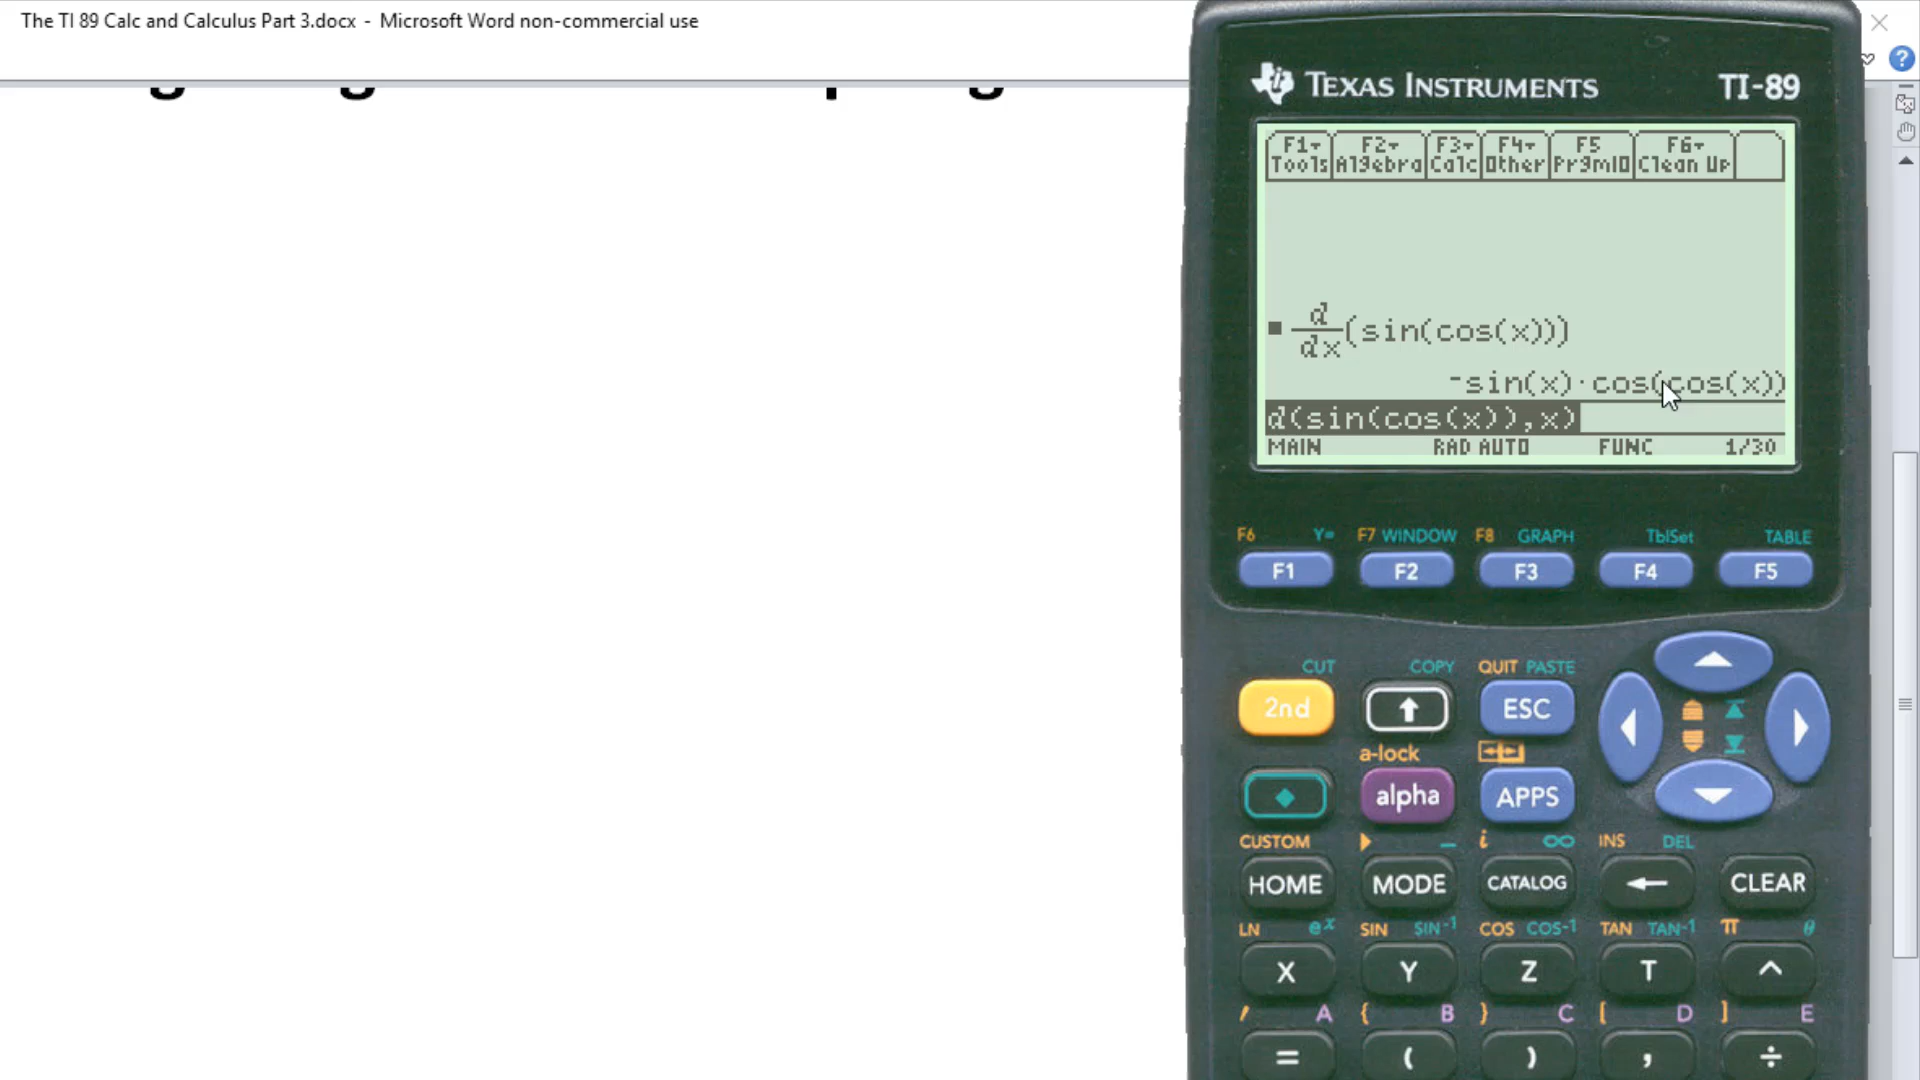 The TI 89 Calc and Calculus Part 3.docx - Microsoft Word non-commercial use
TEXAS INSTRUMENTS TI-89
F1 F2 F3 F4 F5 F6
Tools Algebra Calc Other PrgmIO Clean Up
d/dx(sin(cos(x)))
-sin(x)·cos(cos(x))
d(sin(cos(x)),x)
MAIN RAD AUTO FUNC 1/30
F6 Y= F7 WINDOW F8 GRAPH TblSet TABLE
F1 F2 F3 F4 F5
CUT COPY QUIT PASTE
2nd ↑ ESC
a-lock
◆ alpha APPS
CUSTOM ▶ _ i ∞ INS DEL
HOME MODE CATALOG ← CLEAR
LN eˣ SIN SIN⁻¹ COS COS⁻¹ TAN TAN⁻¹ π θ
X Y Z T ^
′ A { B } C [ D ] E
= ( ) , ÷